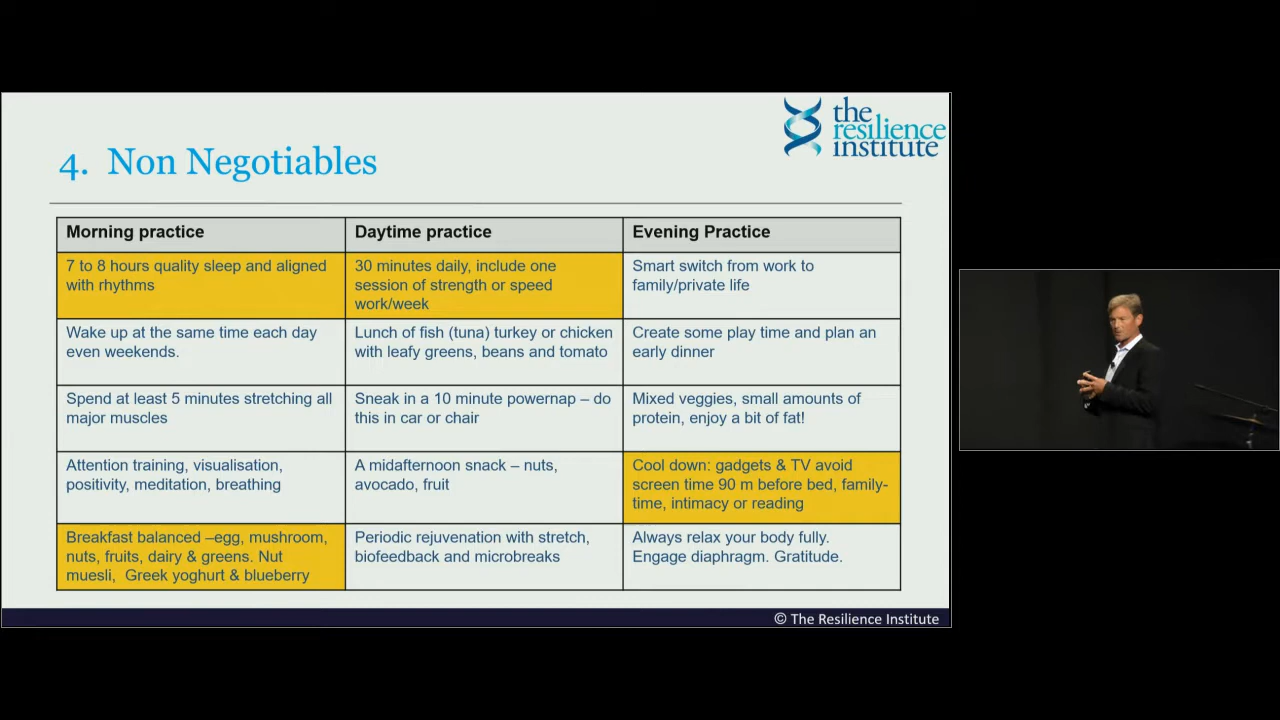 the
resilience
institute
4. Non Negotiables
Morning practice
Daytime practice
Evening Practice
7 to 8 hours quality sleep and aligned
with rhythms
30 minutes daily, include one
session of strength or speed
work/week
Smart switch from work to
family/private life
Wake up at the same time each day
even weekends.
Lunch of fish (tuna) turkey or chicken
with leafy greens, beans and tomato
Create some play time and plan an
early dinner
Spend at least 5 minutes stretching all
major muscles
Sneak in a 10 minute powernap – do
this in car or chair
Mixed veggies, small amounts of
protein, enjoy a bit of fat!
Attention training, visualisation,
positivity, meditation, breathing
A midafternoon snack – nuts,
avocado, fruit
Cool down: gadgets & TV avoid
screen time 90 m before bed, family-
time, intimacy or reading
Breakfast balanced –egg, mushroom,
nuts, fruits, dairy & greens. Nut
muesli, Greek yoghurt & blueberry
Periodic rejuvenation with stretch,
biofeedback and microbreaks
Always relax your body fully.
Engage diaphragm. Gratitude.
© The Resilience Institute